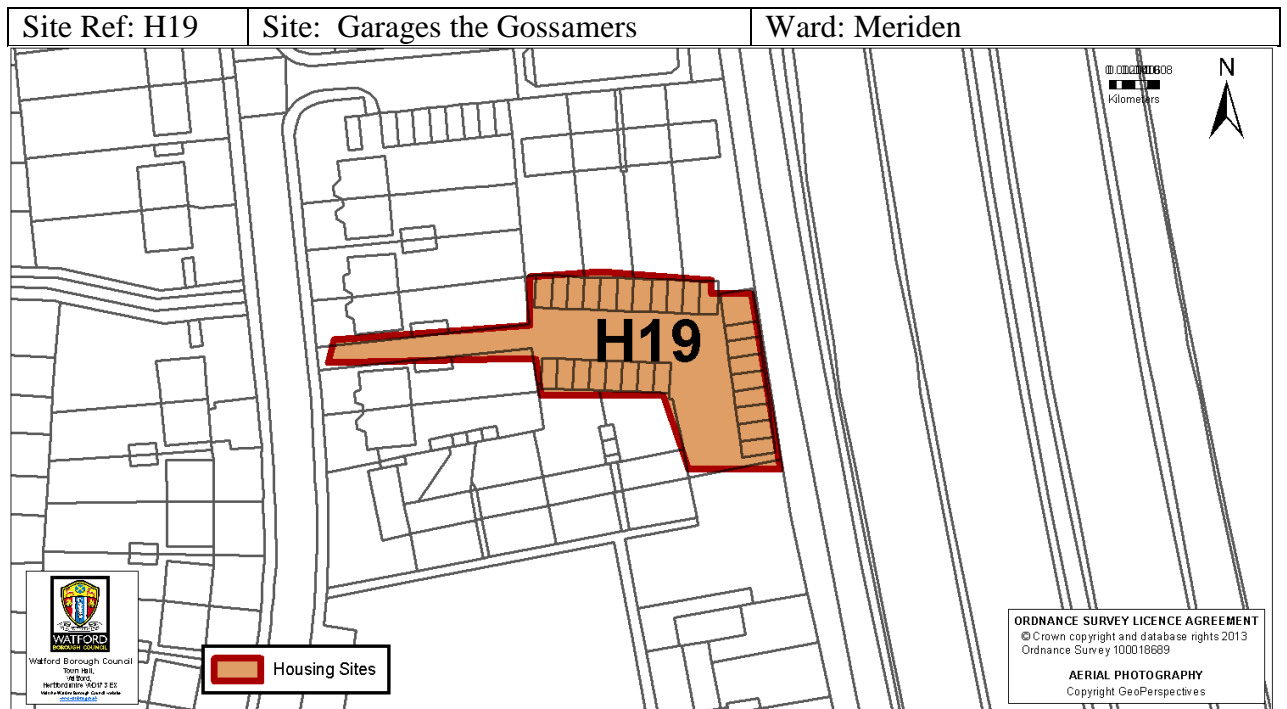 Site Ref: H19 Site: Garages the Gossamers Ward: Meriden
N
Kilometers
H19
WATFORD
BOROUGH COUNCIL
Watford Borough Council
Town Hall,
Watford,
Hertfordshire WD17 3EX
Housing Sites
ORDNANCE SURVEY LICENCE AGREEMENT
© Crown copyright and database rights 2013
Ordnance Survey 100018689
AERIAL PHOTOGRAPHY
Copyright GeoPerspectives